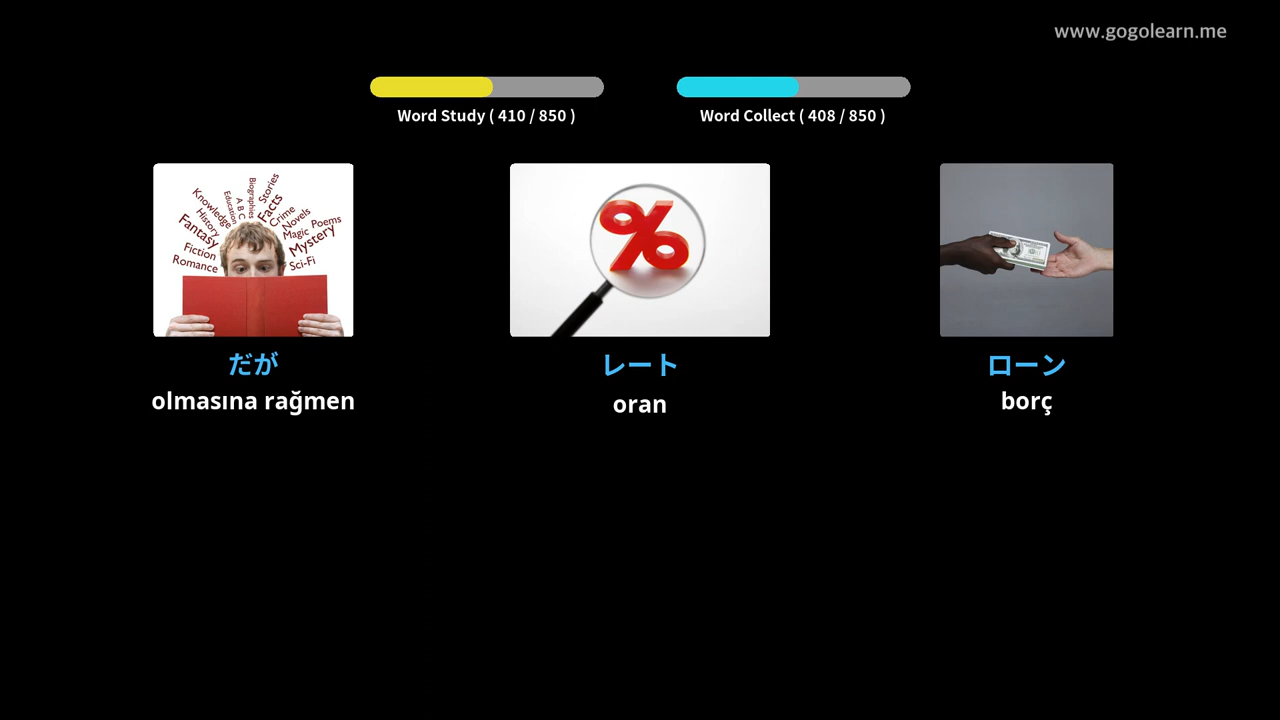 www.gogolearn.me
Word Study ( 410 / 850 )
Word Collect ( 408 / 850 )
Knowledge
History
Fantasy
Fiction
Romance
Education
A B C
Biographies
Stories
Facts
Crime
Novels
Magic
Poems
Mystery
Sci-Fi
%
だが
レート
ローン
olmasına rağmen
oran
borç